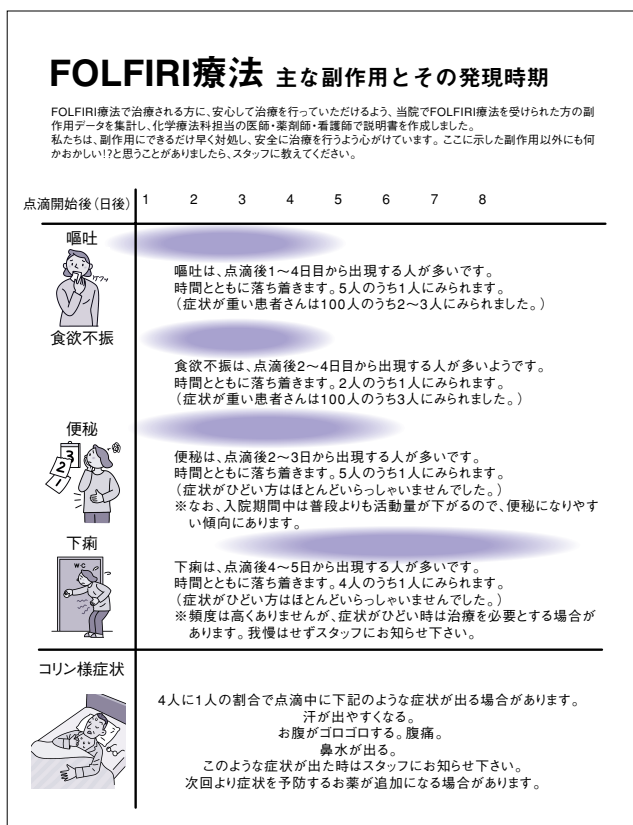 FOLFIRI療法 主な副作用とその発現時期
FOLFIRI療法で治療される方に、安心して治療を行っていただけるよう、当院でFOLFIRI療法を受けられた方の副
作用データを集計し、化学療法科担当の医師・薬剤師・看護師で説明書を作成しました。
私たちは、副作用にできるだけ早く対処し、安全に治療を行うよう心がけています。ここに示した副作用以外にも何
かおかしい!?と思うことがありましたら、スタッフに教えてください。
点滴開始後(日後) 1 2 3 4 5 6 7 8
嘔吐
ゲフッ
嘔吐は、点滴後1〜4日目から出現する人が多いです。
時間とともに落ち着きます。5人のうち1人にみられます。
(症状が重い患者さんは100人のうち2〜3人にみられました。)
食欲不振
食欲不振は、点滴後2〜4日目から出現する人が多いようです。
時間とともに落ち着きます。2人のうち1人にみられます。
(症状が重い患者さんは100人のうち3人にみられました。)
便秘
3
2
1
便秘は、点滴後2〜3日から出現する人が多いです。
時間とともに落ち着きます。5人のうち1人にみられます。
(症状がひどい方はほとんどいらっしゃいませんでした。)
※なお、入院期間中は普段よりも活動量が下がるので、便秘になりやす
い傾向にあります。
下痢
W・C
下痢は、点滴後4〜5日から出現する人が多いです。
時間とともに落ち着きます。4人のうち1人にみられます。
(症状がひどい方はほとんどいらっしゃいませんでした。)
※頻度は高くありませんが、症状がひどい時は治療を必要とする場合が
あります。我慢はせずスタッフにお知らせ下さい。
コリン様症状
4人に1人の割合で点滴中に下記のような症状が出る場合があります。
汗が出やすくなる。
お腹がゴロゴロする。腹痛。
鼻水が出る。
このような症状が出た時はスタッフにお知らせ下さい。
次回より症状を予防するお薬が追加になる場合があります。